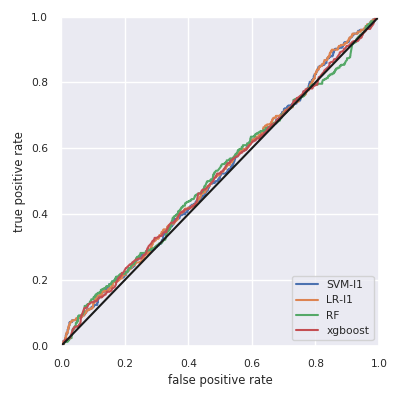 1.0
0.8
0.6
0.4
0.2
0.0
true positive rate
0.0 0.2 0.4 0.6 0.8 1.0
false positive rate
SVM-l1
LR-l1
RF
xgboost